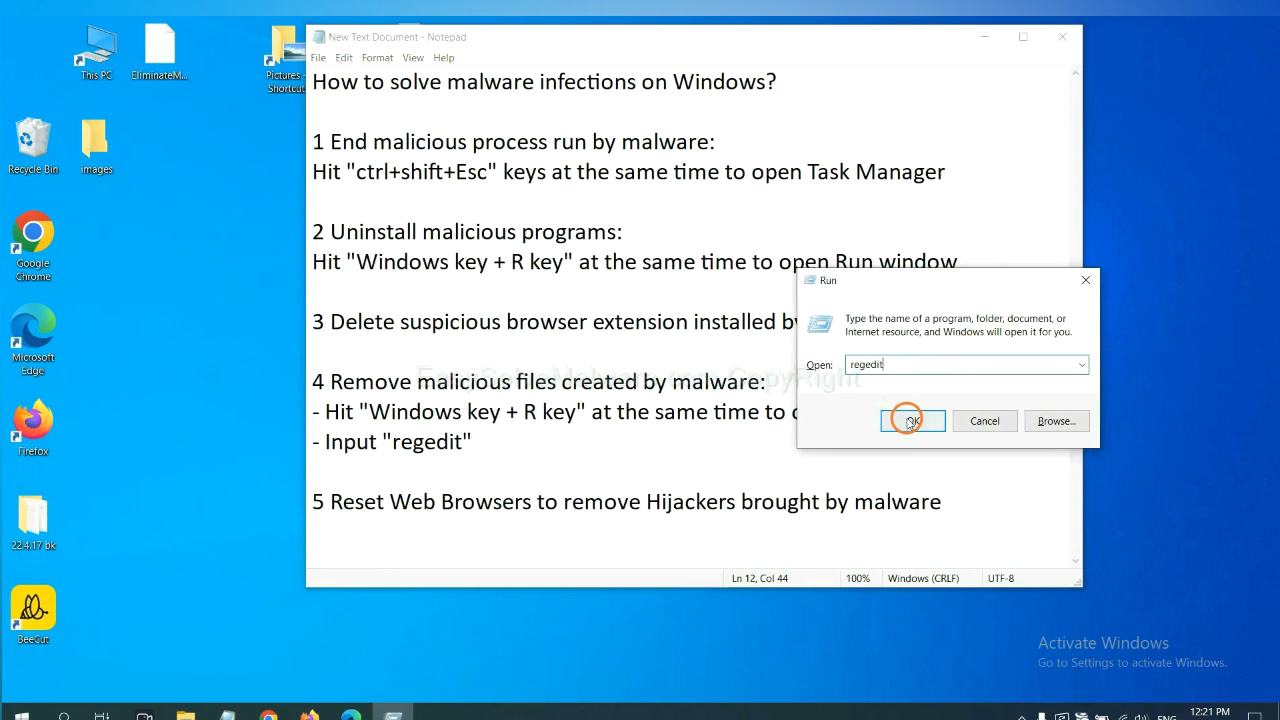 This PC
EliminateM...
Pictures -
Shortcut
Recycle Bin
images
Google
Chrome
Microsoft
Edge
Firefox
22.4.17 bk
BeeCut
New Text Document - Notepad
File Edit Format View Help
How to solve malware infections on Windows?
1 End malicious process run by malware:
Hit "ctrl+shift+Esc" keys at the same time to open Task Manager
2 Uninstall malicious programs:
Hit "Windows key + R key" at the same time to open Run window
3 Delete suspicious browser extension installed by
4 Remove malicious files created by malware:
- Hit "Windows key + R key" at the same time to
- Input "regedit"
5 Reset Web Browsers to remove Hijackers brought by malware
Ln 12, Col 44 100% Windows (CRLF) UTF-8
Run
Type the name of a program, folder, document, or
Internet resource, and Windows will open it for you.
Open: regedit
OK Cancel Browse...
Activate Windows
Go to Settings to activate Windows.
ENG 12:21 PM